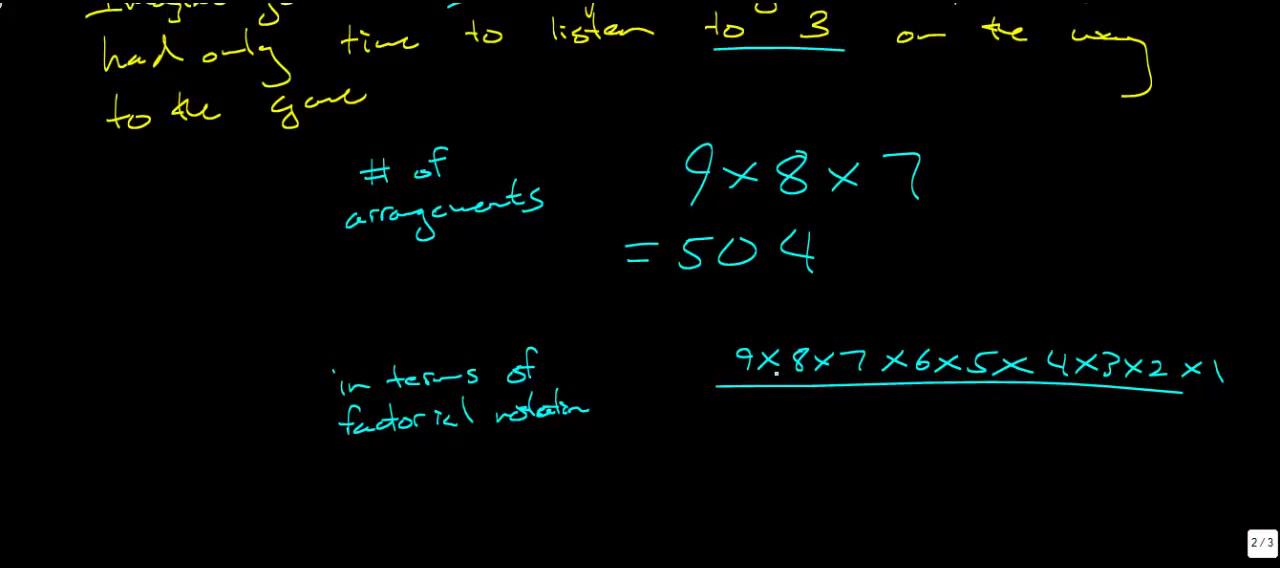 Imagine
had only time to listen to 3 on the way
to the game
# of
arrangements
9 × 8 × 7
= 504
in terms of
factorial notation
9 × 8 × 7 × 6 × 5 × 4 × 3 × 2 × 1
2 / 3